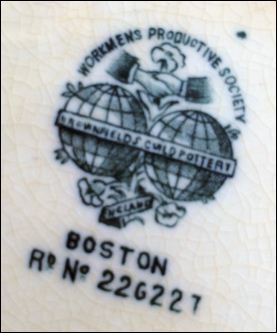 WORKMENS PRODUCTIVE SOCIETY
BROWNFIELDS GUILD POTTERY
BOSTON
Rd No 226227